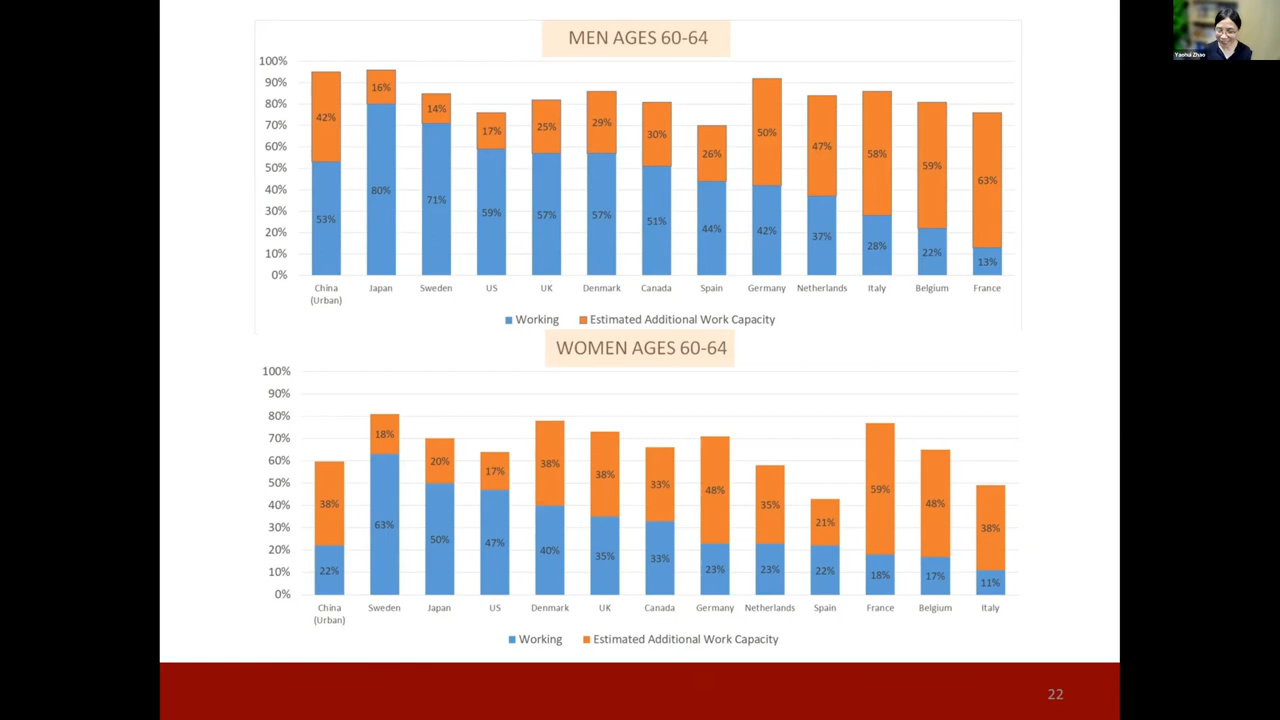 MEN AGES 60-64
100%
90%
80%
70%
60%
50%
40%
30%
20%
10%
0%
42% 16% 14% 17% 25% 29% 30% 26% 50% 47% 58% 59% 63%
53% 80% 71% 59% 57% 57% 51% 44% 42% 37% 28% 22% 13%
China (Urban) Japan Sweden US UK Denmark Canada Spain Germany Netherlands Italy Belgium France
Working Estimated Additional Work Capacity
WOMEN AGES 60-64
100%
90%
80%
70%
60%
50%
40%
30%
20%
10%
0%
38% 18% 20% 17% 38% 38% 33% 48% 35% 21% 59% 48% 38%
22% 63% 50% 47% 40% 35% 33% 23% 23% 22% 18% 17% 11%
China (Urban) Sweden Japan US Denmark UK Canada Germany Netherlands Spain France Belgium Italy
Working Estimated Additional Work Capacity
22
Yaohui Zhao